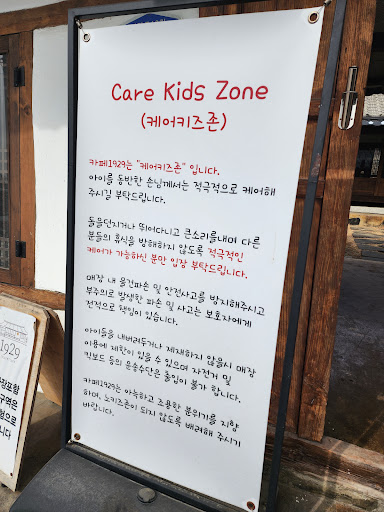 Care Kids Zone
(케어키즈존)
카페1929는 "케어키즈존" 입니다.
아이를 동반한 손님께서는 적극적으로 케어해
주시길 부탁드립니다.
돌을던지거나 뛰어다니고 큰소리를내며 다른
분들의 휴식을 방해하지 않도록 적극적인
케어가 가능하신 분만 입장 부탁드립니다.
매장 내 물건파손 및 안전사고를 방지해주시고
부주의로 발생한 파손 및 사고는 보호자에게
전적으로 책임이 있습니다.
아이들을 내버려두거나 제재하지 않을시 매장
이용에 제한이 있을 수 있으며 자전거 및
킥보드 등의 운송수단은 출입이 불가 합니다.
카페1929는 아늑하고 조용한 분위기를 지향
하며, 노키즈존이 되지 않도록 배려해 주시기
바랍니다.
1929
장포함
구역은
니다